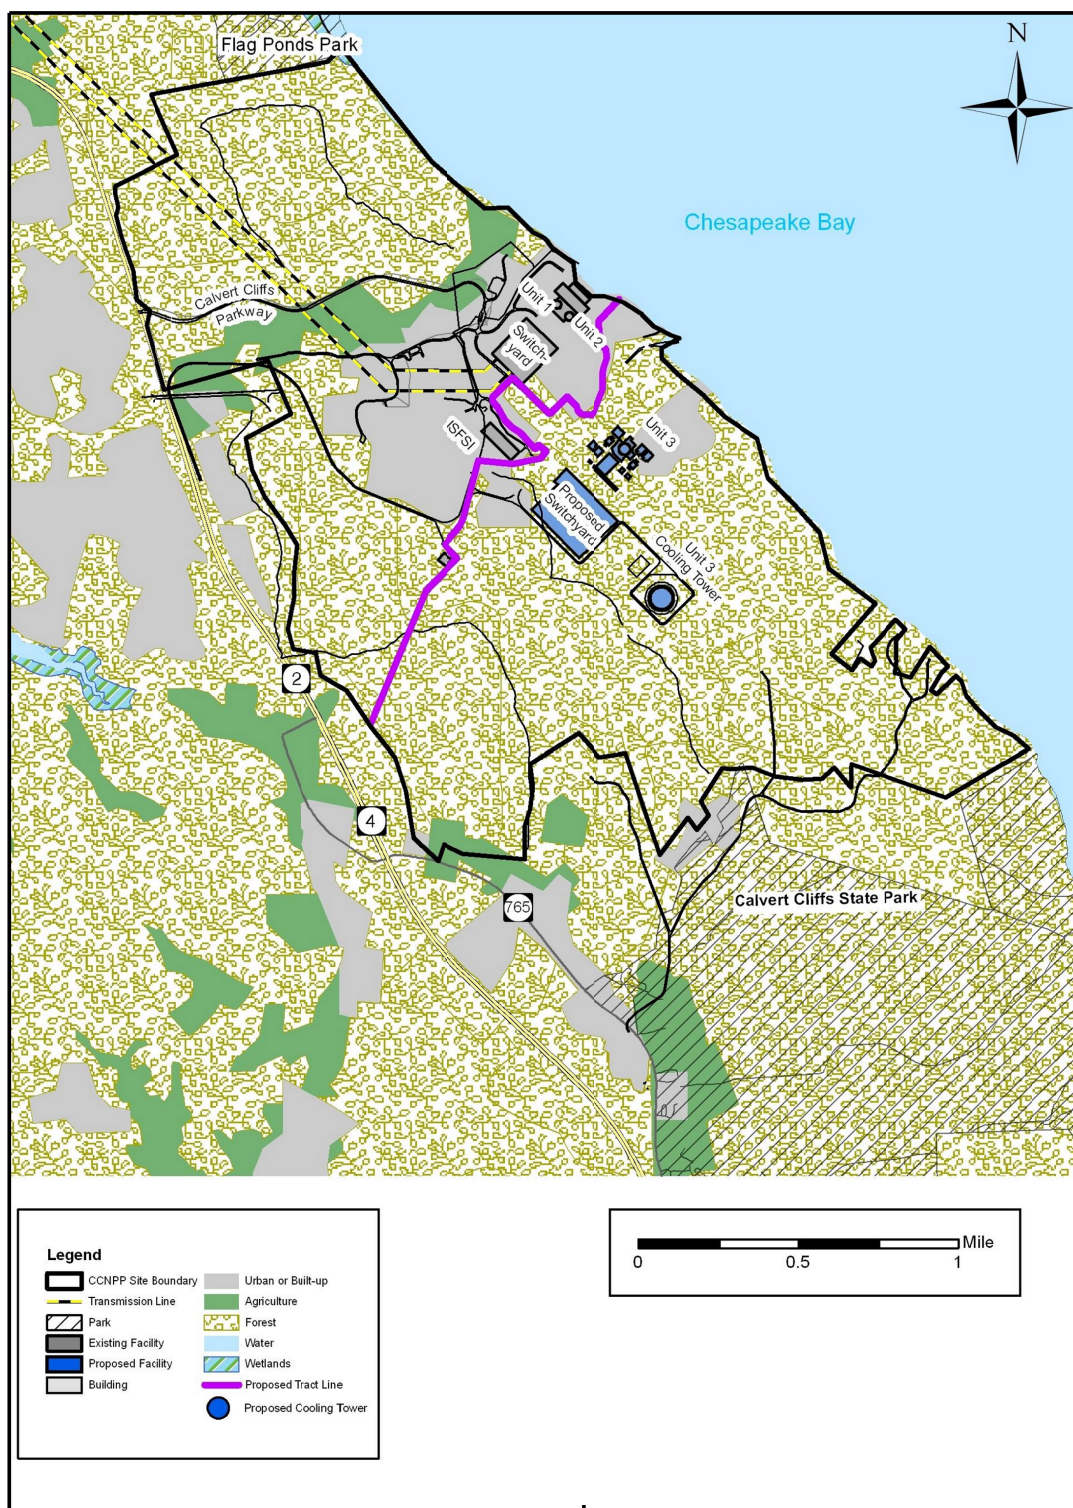 Flag Ponds Park
N
Chesapeake Bay
Calvert Cliffs
Parkway
Unit 1
Unit 2
Switch-
yard
ISFSI
Unit 3
Proposed
Switchyard
Unit 3
Cooling Tower
2
4
765
Calvert Cliffs State Park
Legend
CCNPP Site Boundary
Transmission Line
Park
Existing Facility
Proposed Facility
Building
Urban or Built-up
Agriculture
Forest
Water
Wetlands
Proposed Tract Line
Proposed Cooling Tower
Mile
0 0.5 1